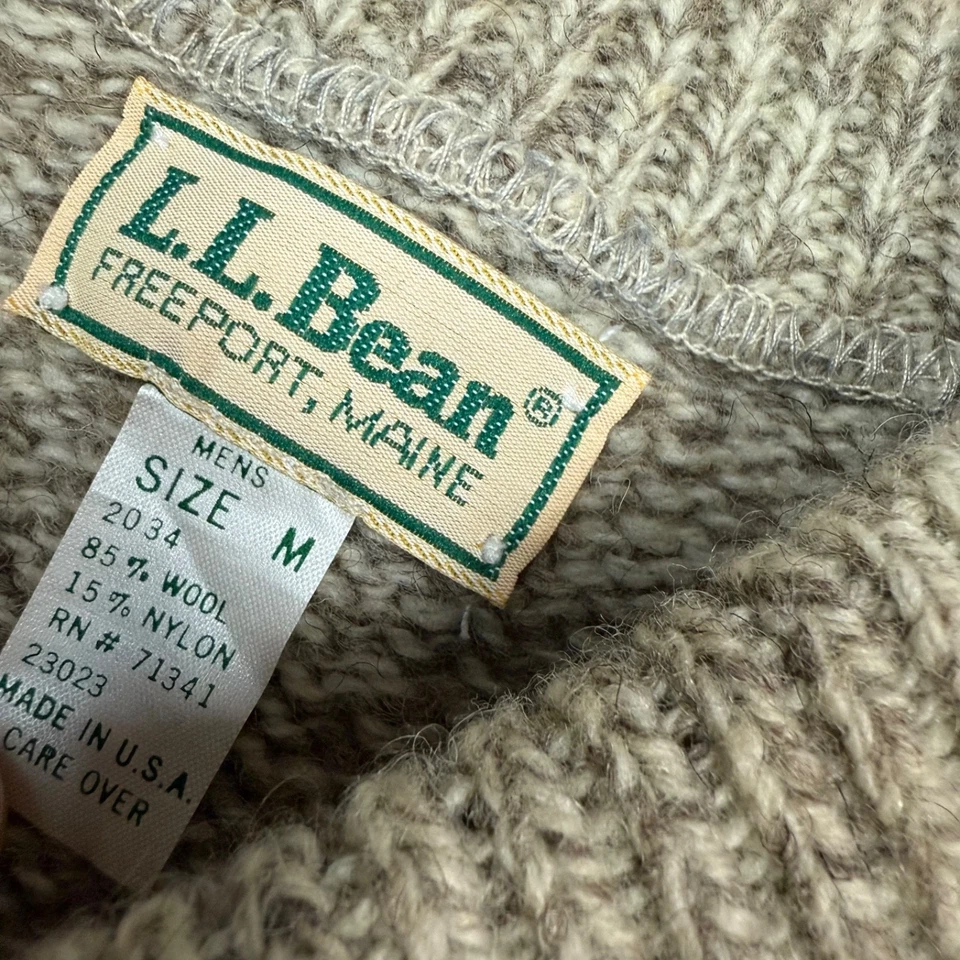 L.L.Bean®
FREEPORT, MAINE
MENS
SIZE M
2034
85% WOOL
15% NYLON
RN # 71341
23023
MADE IN U.S.A.
CARE OVER